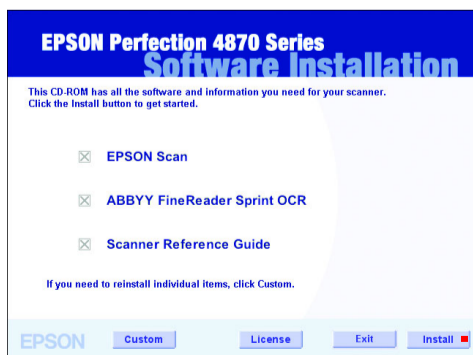 EPSON Perfection 4870 Series
Software Installation
This CD-ROM has all the software and information you need for your scanner.
Click the Install button to get started.
EPSON Scan
ABBYY FineReader Sprint OCR
Scanner Reference Guide
If you need to reinstall individual items, click Custom.
EPSON Custom License Exit Install